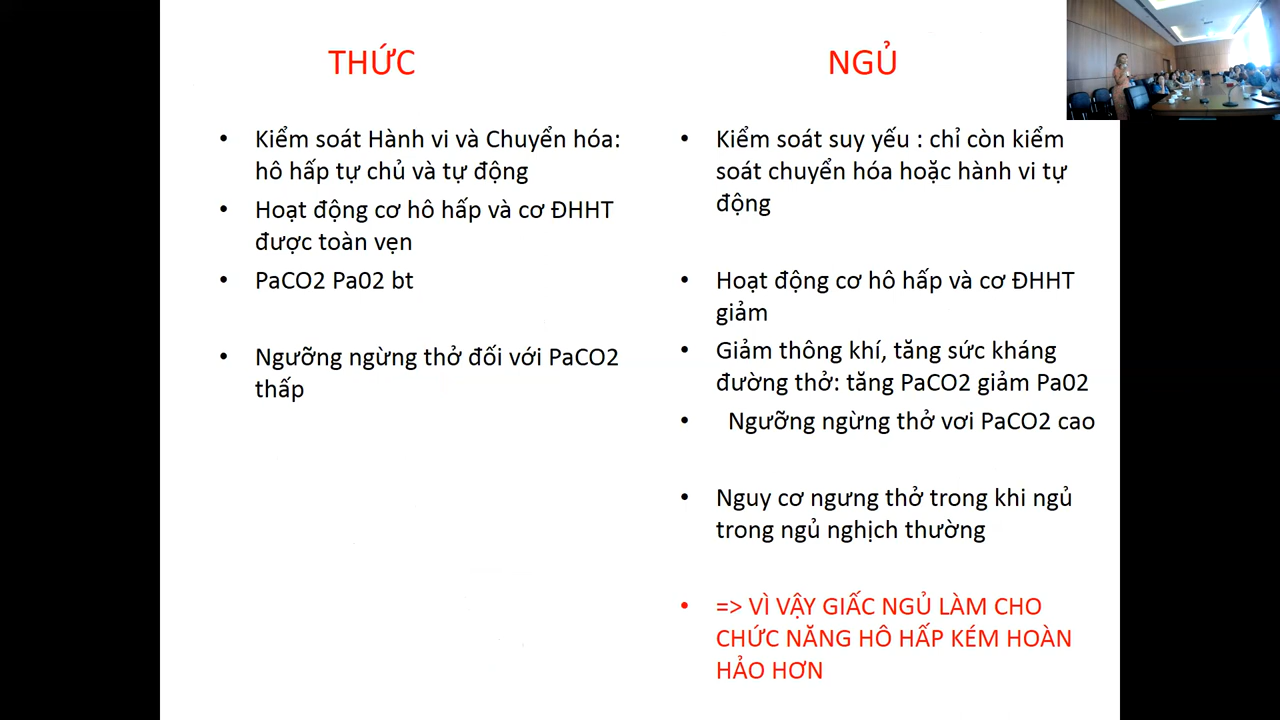 THỨC
• Kiểm soát Hành vi và Chuyển hóa:
hô hấp tự chủ và tự động
• Hoạt động cơ hô hấp và cơ ĐHHT
được toàn vẹn
• PaCO2 Pa02 bt
• Ngưỡng ngừng thở đối với PaCO2
thấp
NGỦ
• Kiểm soát suy yếu : chỉ còn kiểm
soát chuyển hóa hoặc hành vi tự
động
• Hoạt động cơ hô hấp và cơ ĐHHT
giảm
• Giảm thông khí, tăng sức kháng
đường thở: tăng PaCO2 giảm Pa02
• Ngưỡng ngừng thở vơi PaCO2 cao
• Nguy cơ ngưng thở trong khi ngủ
trong ngủ nghịch thường
• => VÌ VẬY GIẤC NGỦ LÀM CHO
CHỨC NĂNG HÔ HẤP KÉM HOÀN
HẢO HƠN